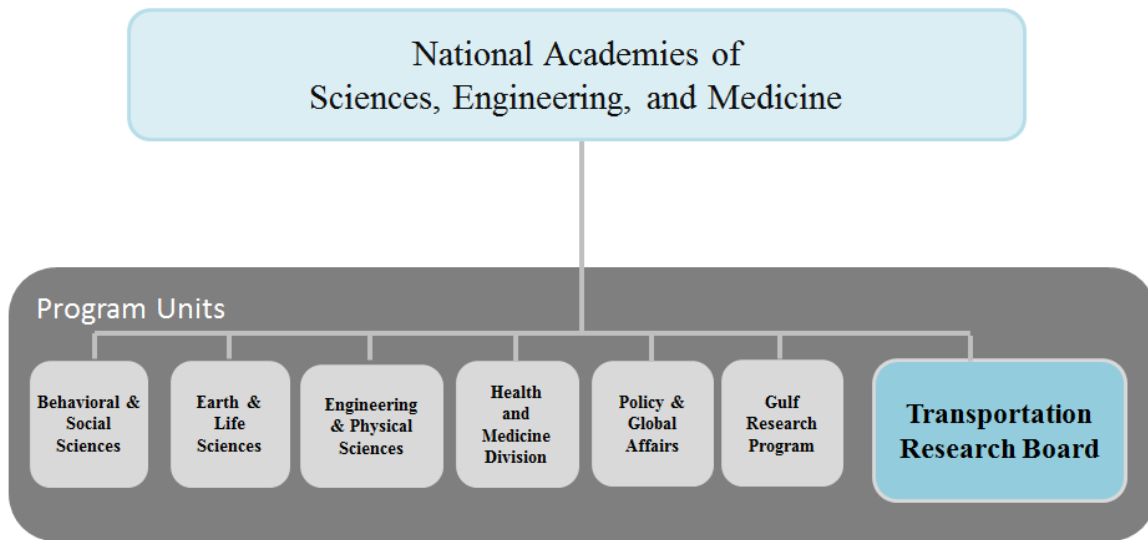 National Academies of
Sciences, Engineering, and Medicine
Program Units
Behavioral &
Social
Sciences
Earth &
Life
Sciences
Engineering
& Physical
Sciences
Health
and
Medicine
Division
Policy &
Global
Affairs
Gulf
Research
Program
Transportation
Research Board